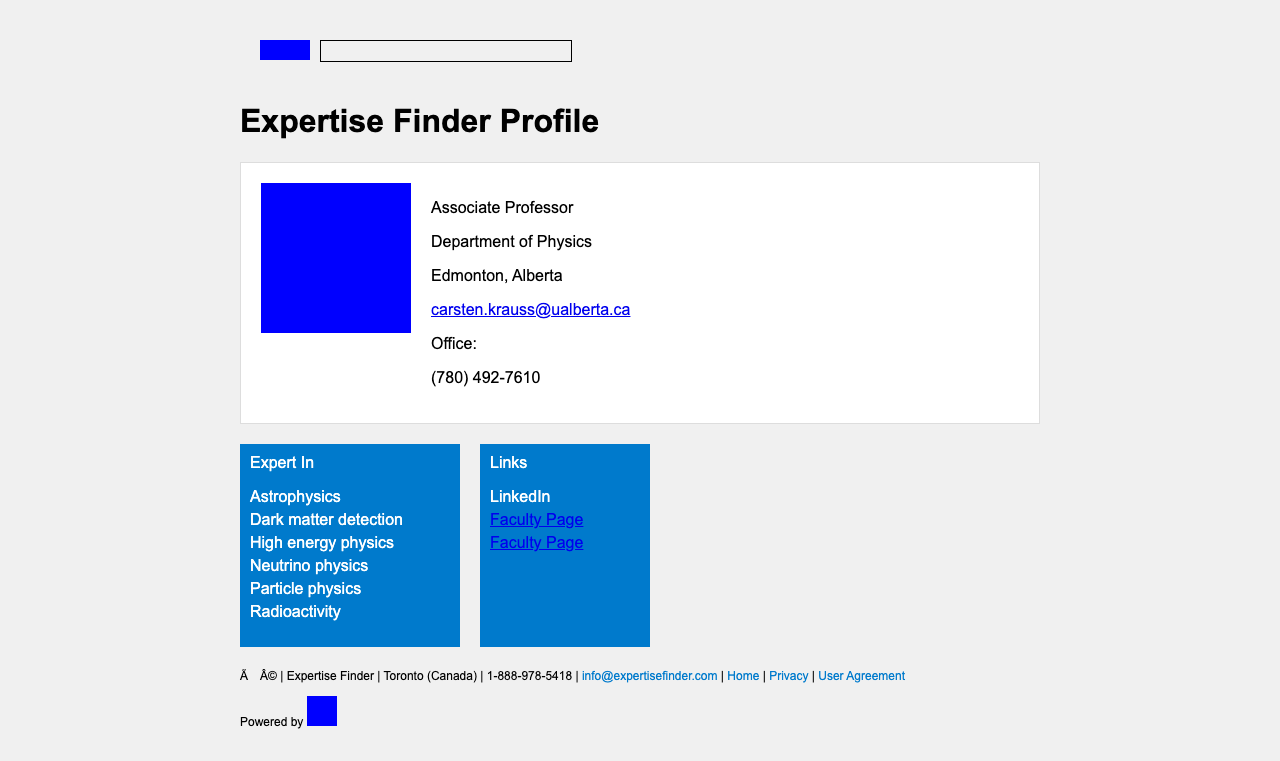 Expertise Finder Profile
Associate Professor
Department of Physics
Edmonton, Alberta
carsten.krauss@ualberta.ca
Office:
(780) 492-7610
Expert In
Astrophysics
Dark matter detection
High energy physics
Neutrino physics
Particle physics
Radioactivity
Links
LinkedIn
Faculty Page
Faculty Page
Ã Â© | Expertise Finder | Toronto (Canada) | 1-888-978-5418 | info@expertisefinder.com | Home | Privacy | User Agreement
Powered by